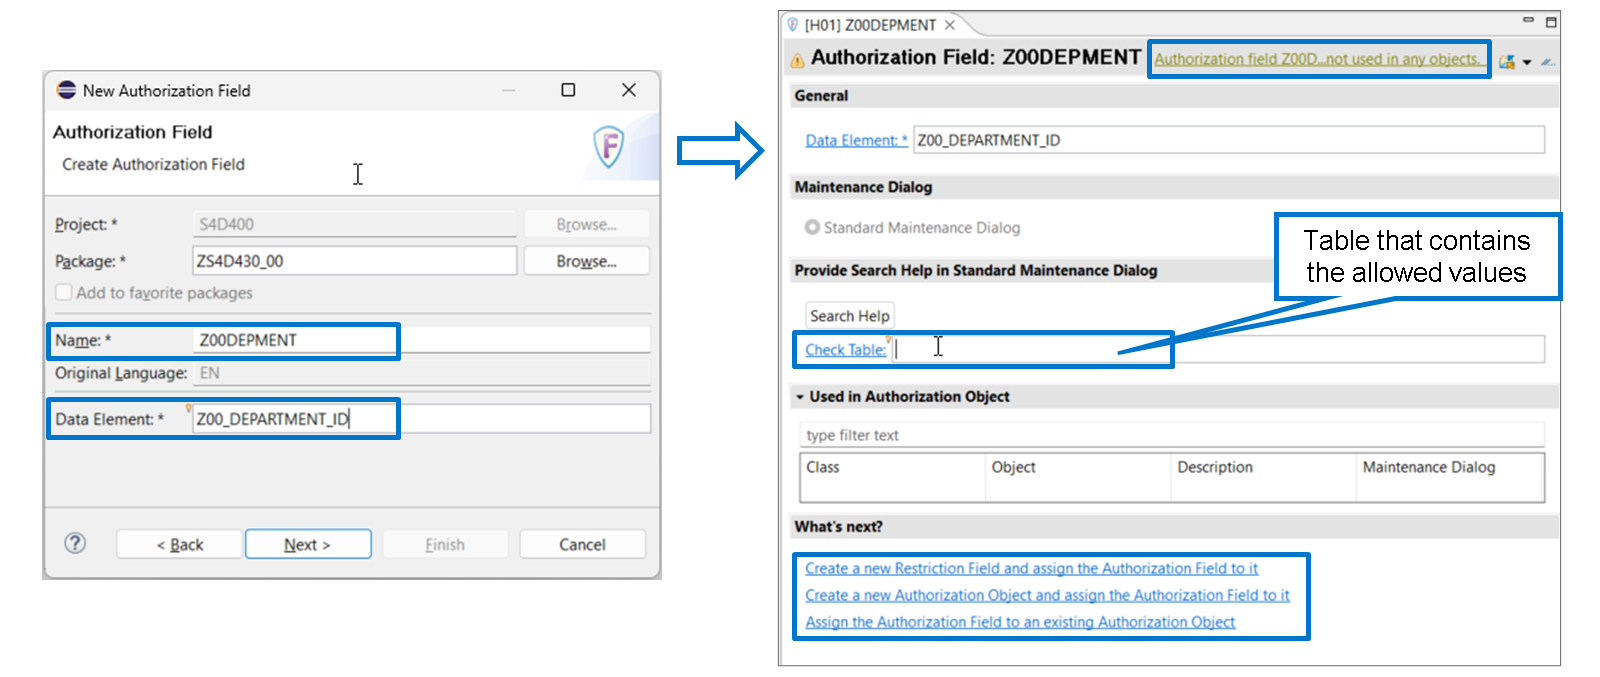 New Authorization Field
Authorization Field
Create Authorization Field
F
Project: *
S4D400
Browse...
Package: *
ZS4D430_00
Browse...
Add to favorite packages
Name: *
Z00DEPMENT
Original Language:
EN
Data Element: *
Z00_DEPARTMENT_ID
?
< Back
Next >
Finish
Cancel
[H01] Z00DEPMENT
Authorization Field: Z00DEPMENT
Authorization field Z00D...not used in any objects.
General
Data Element: *
Z00_DEPARTMENT_ID
Maintenance Dialog
Standard Maintenance Dialog
Provide Search Help in Standard Maintenance Dialog
Table that contains
the allowed values
Search Help
Check Table:
Used in Authorization Object
type filter text
Class
Object
Description
Maintenance Dialog
What's next?
Create a new Restriction Field and assign the Authorization Field to it
Create a new Authorization Object and assign the Authorization Field to it
Assign the Authorization Field to an existing Authorization Object